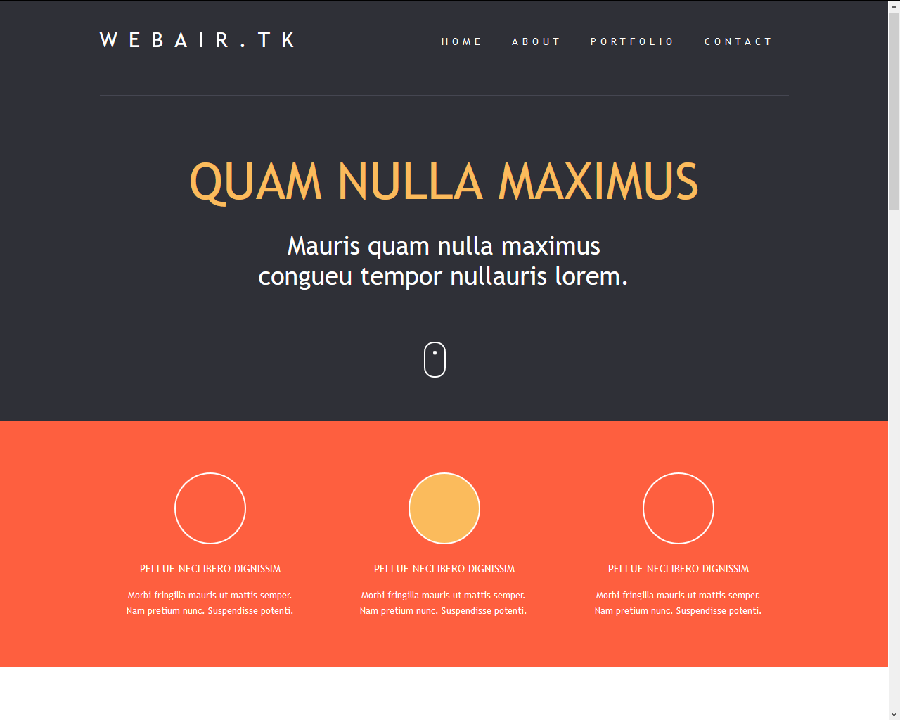 WEBAIR.TK
HOME ABOUT PORTFOLIO CONTACT
QUAM NULLA MAXIMUS
Mauris quam nulla maximus
congueu tempor nullauris lorem.
PELLUE NECLIBERO DIGNISSIM
Morbi fringilla mauris ut mattis semper.
Nam pretium nunc. Suspendisse potenti.
PELLUE NECLIBERO DIGNISSIM
Morbi fringilla mauris ut mattis semper.
Nam pretium nunc. Suspendisse potenti.
PELLUE NECLIBERO DIGNISSIM
Morbi fringilla mauris ut mattis semper.
Nam pretium nunc. Suspendisse potenti.